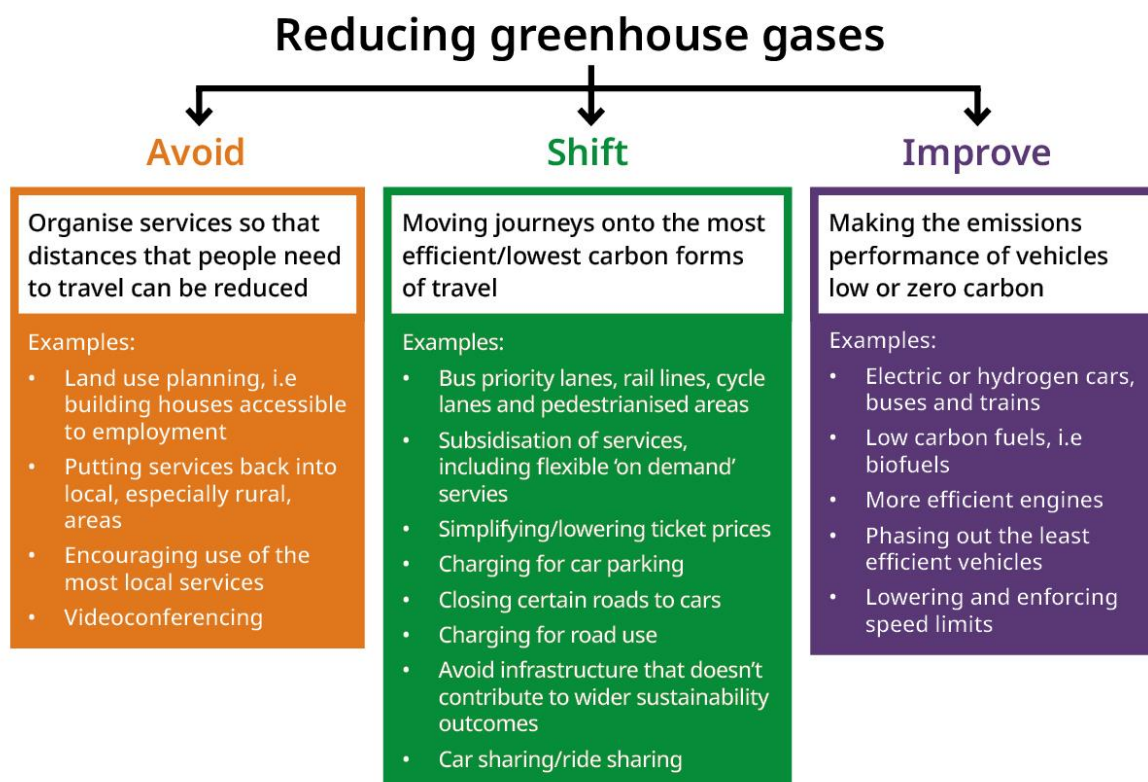 Reducing greenhouse gases
Avoid
Organise services so that
distances that people need
to travel can be reduced
Examples:
• Land use planning, i.e
building houses accessible
to employment
• Putting services back into
local, especially rural,
areas
• Encouraging use of the
most local services
• Videoconferencing
Shift
Moving journeys onto the most
efficient/lowest carbon forms
of travel
Examples:
• Bus priority lanes, rail lines, cycle
lanes and pedestrianised areas
• Subsidisation of services,
including flexible ‘on demand’
servies
• Simplifying/lowering ticket prices
• Charging for car parking
• Closing certain roads to cars
• Charging for road use
• Avoid infrastructure that doesn’t
contribute to wider sustainability
outcomes
• Car sharing/ride sharing
Improve
Making the emissions
performance of vehicles
low or zero carbon
Examples:
• Electric or hydrogen cars,
buses and trains
• Low carbon fuels, i.e
biofuels
• More efficient engines
• Phasing out the least
efficient vehicles
• Lowering and enforcing
speed limits